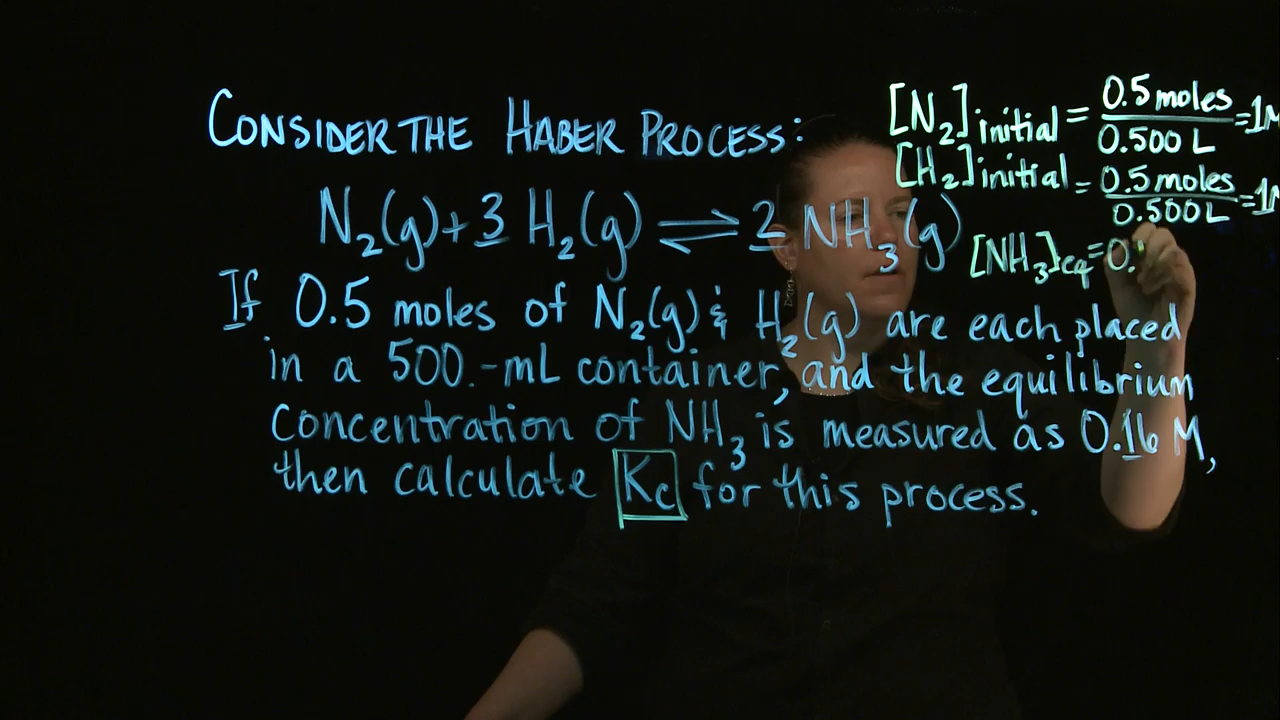 CONSIDER THE HABER PROCESS:
N₂(g) + 3 H₂(g) ⇌ 2 NH₃(g)
If 0.5 moles of N₂(g) & H₂(g) are each placed
in a 500.-mL container, and the equilibrium
concentration of NH₃ is measured as 0.16 M,
then calculate Kc for this process.
[N₂]initial = 0.5 moles / 0.500 L = 1M
[H₂]initial = 0.5 moles / 0.500 L = 1M
[NH₃]eq = 0.